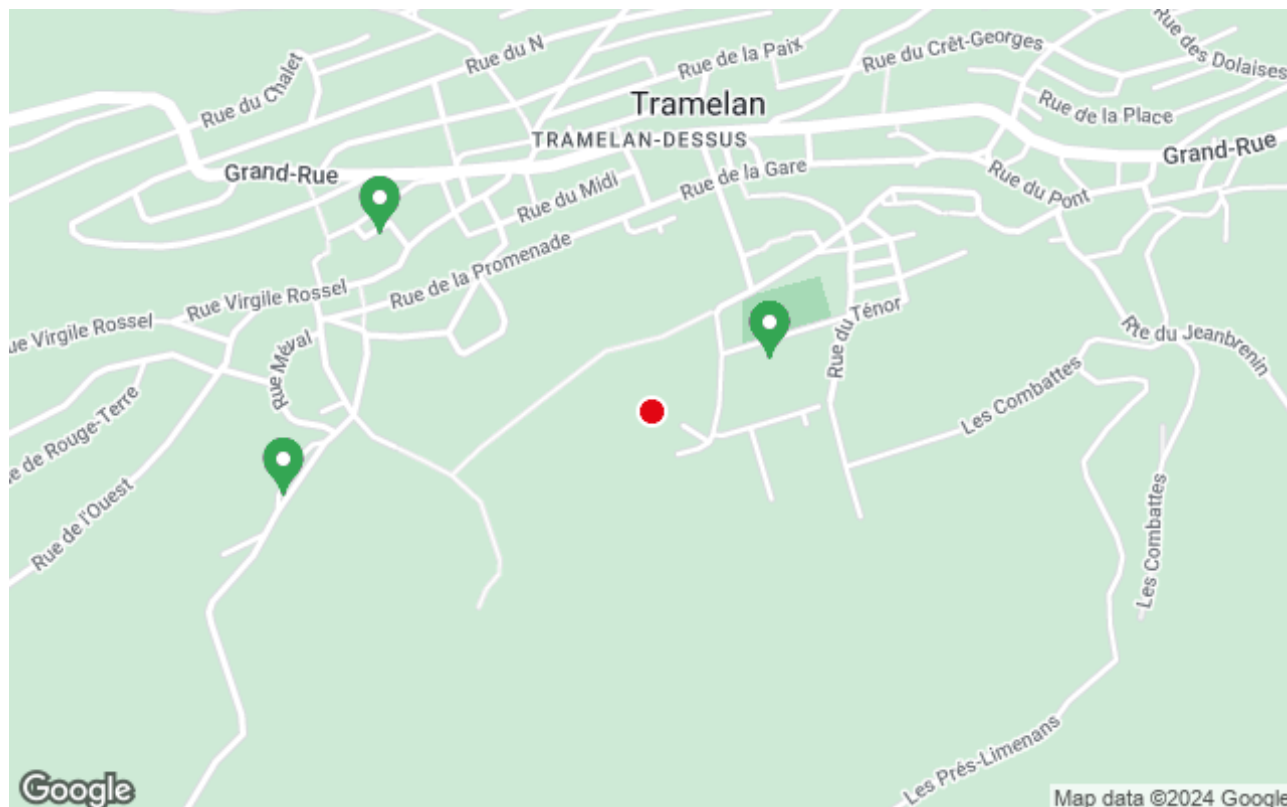 Rue du N
Rue de la Paix
Rue du Crêt-Georges
Rue des Dolaises
Rue du Chalet
Tramelan
Rue de la Place
TRAMELAN-DESSUS
Grand-Rue
Grand-Rue
Rue de la Gare
Rue du Pont
Rue du Midi
Rue de la Promenade
Rue Virgile Rossel
ue Virgile Rossel
Rue du Ténor
Rte du Jeanbrenin
Rue Méval
Les Combattes
e de Rouge-Terre
Rue de l'Ouest
Les Combattes
Les Prés-Limenans
Google
Map data ©2024 Google